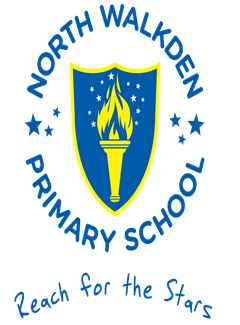 NORTH WALKDEN
PRIMARY SCHOOL
Reach for the Stars